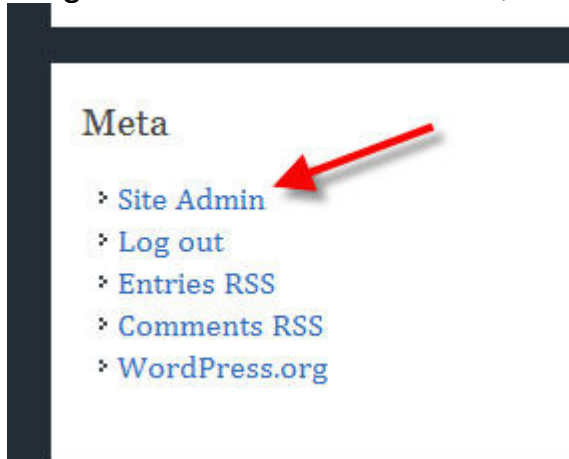 Meta
Site Admin
Log out
Entries RSS
Comments RSS
WordPress.org